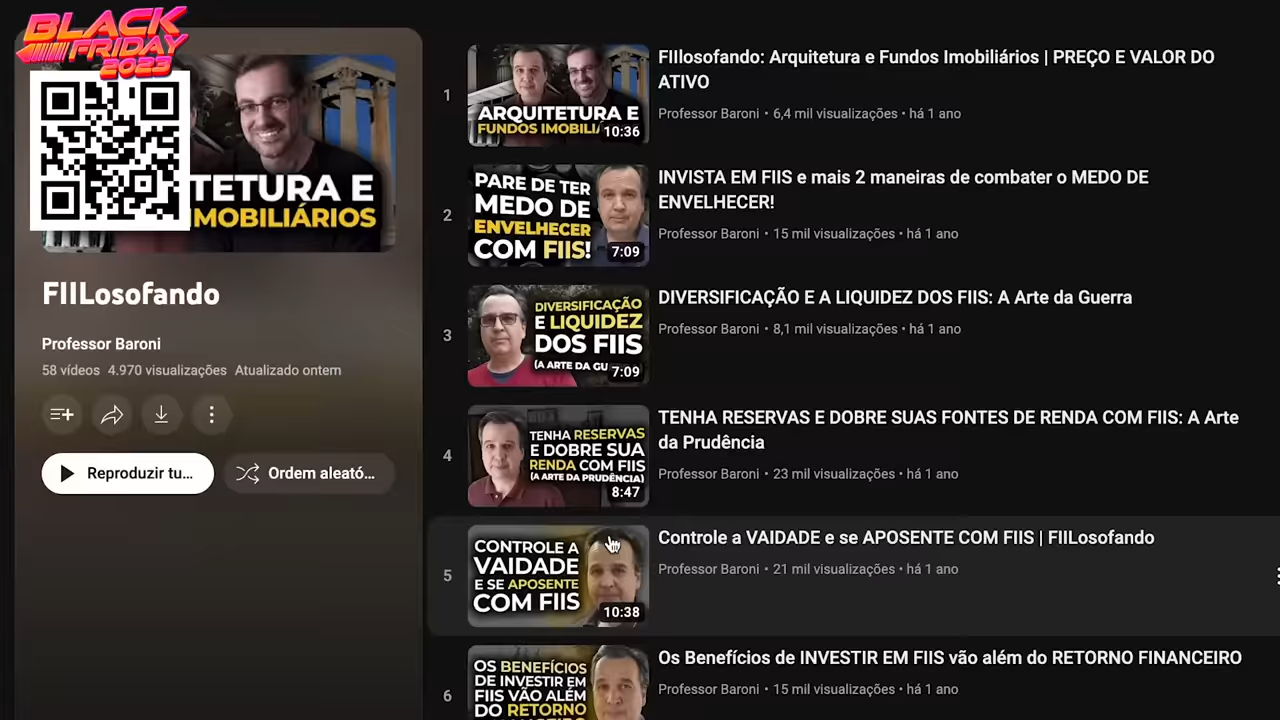 BLACK
FRIDAY
2023
TETURA E
IMOBILIÁRIOS
FIILosofando
Professor Baroni
58 vídeos 4.970 visualizações Atualizado ontem
Reproduzir tu...
Ordem aleató...
1
ARQUITETURA E
FUNDOS IMOBILI
10:36
FIIlosofando: Arquitetura e Fundos Imobiliários | PREÇO E VALOR DO
ATIVO
Professor Baroni • 6,4 mil visualizações • há 1 ano
2
PARE DE TER
MEDO DE
ENVELHECER
COM FIIS!
7:09
INVISTA EM FIIS e mais 2 maneiras de combater o MEDO DE
ENVELHECER!
Professor Baroni • 15 mil visualizações • há 1 ano
3
DIVERSIFICAÇÃO
E LIQUIDEZ
DOS FIIS
(A ARTE DA GU
7:09
DIVERSIFICAÇÃO E A LIQUIDEZ DOS FIIS: A Arte da Guerra
Professor Baroni • 8,1 mil visualizações • há 1 ano
4
TENHA RESERVAS
E DOBRE SUA
RENDA COM FIIS
(A ARTE DA PRUDÊNCIA)
8:47
TENHA RESERVAS E DOBRE SUAS FONTES DE RENDA COM FIIS: A Arte
da Prudência
Professor Baroni • 23 mil visualizações • há 1 ano
5
CONTROLE A
VAIDADE
E SE APOSENTE
COM FIIS
10:38
Controle a VAIDADE e se APOSENTE COM FIIS | FIILosofando
Professor Baroni • 21 mil visualizações • há 1 ano
6
OS BENEFÍCIOS
DE INVESTIR EM
FIIS VÃO ALÉM
DO RETORNO
Os Benefícios de INVESTIR EM FIIS vão além do RETORNO FINANCEIRO
Professor Baroni • 15 mil visualizações • há 1 ano